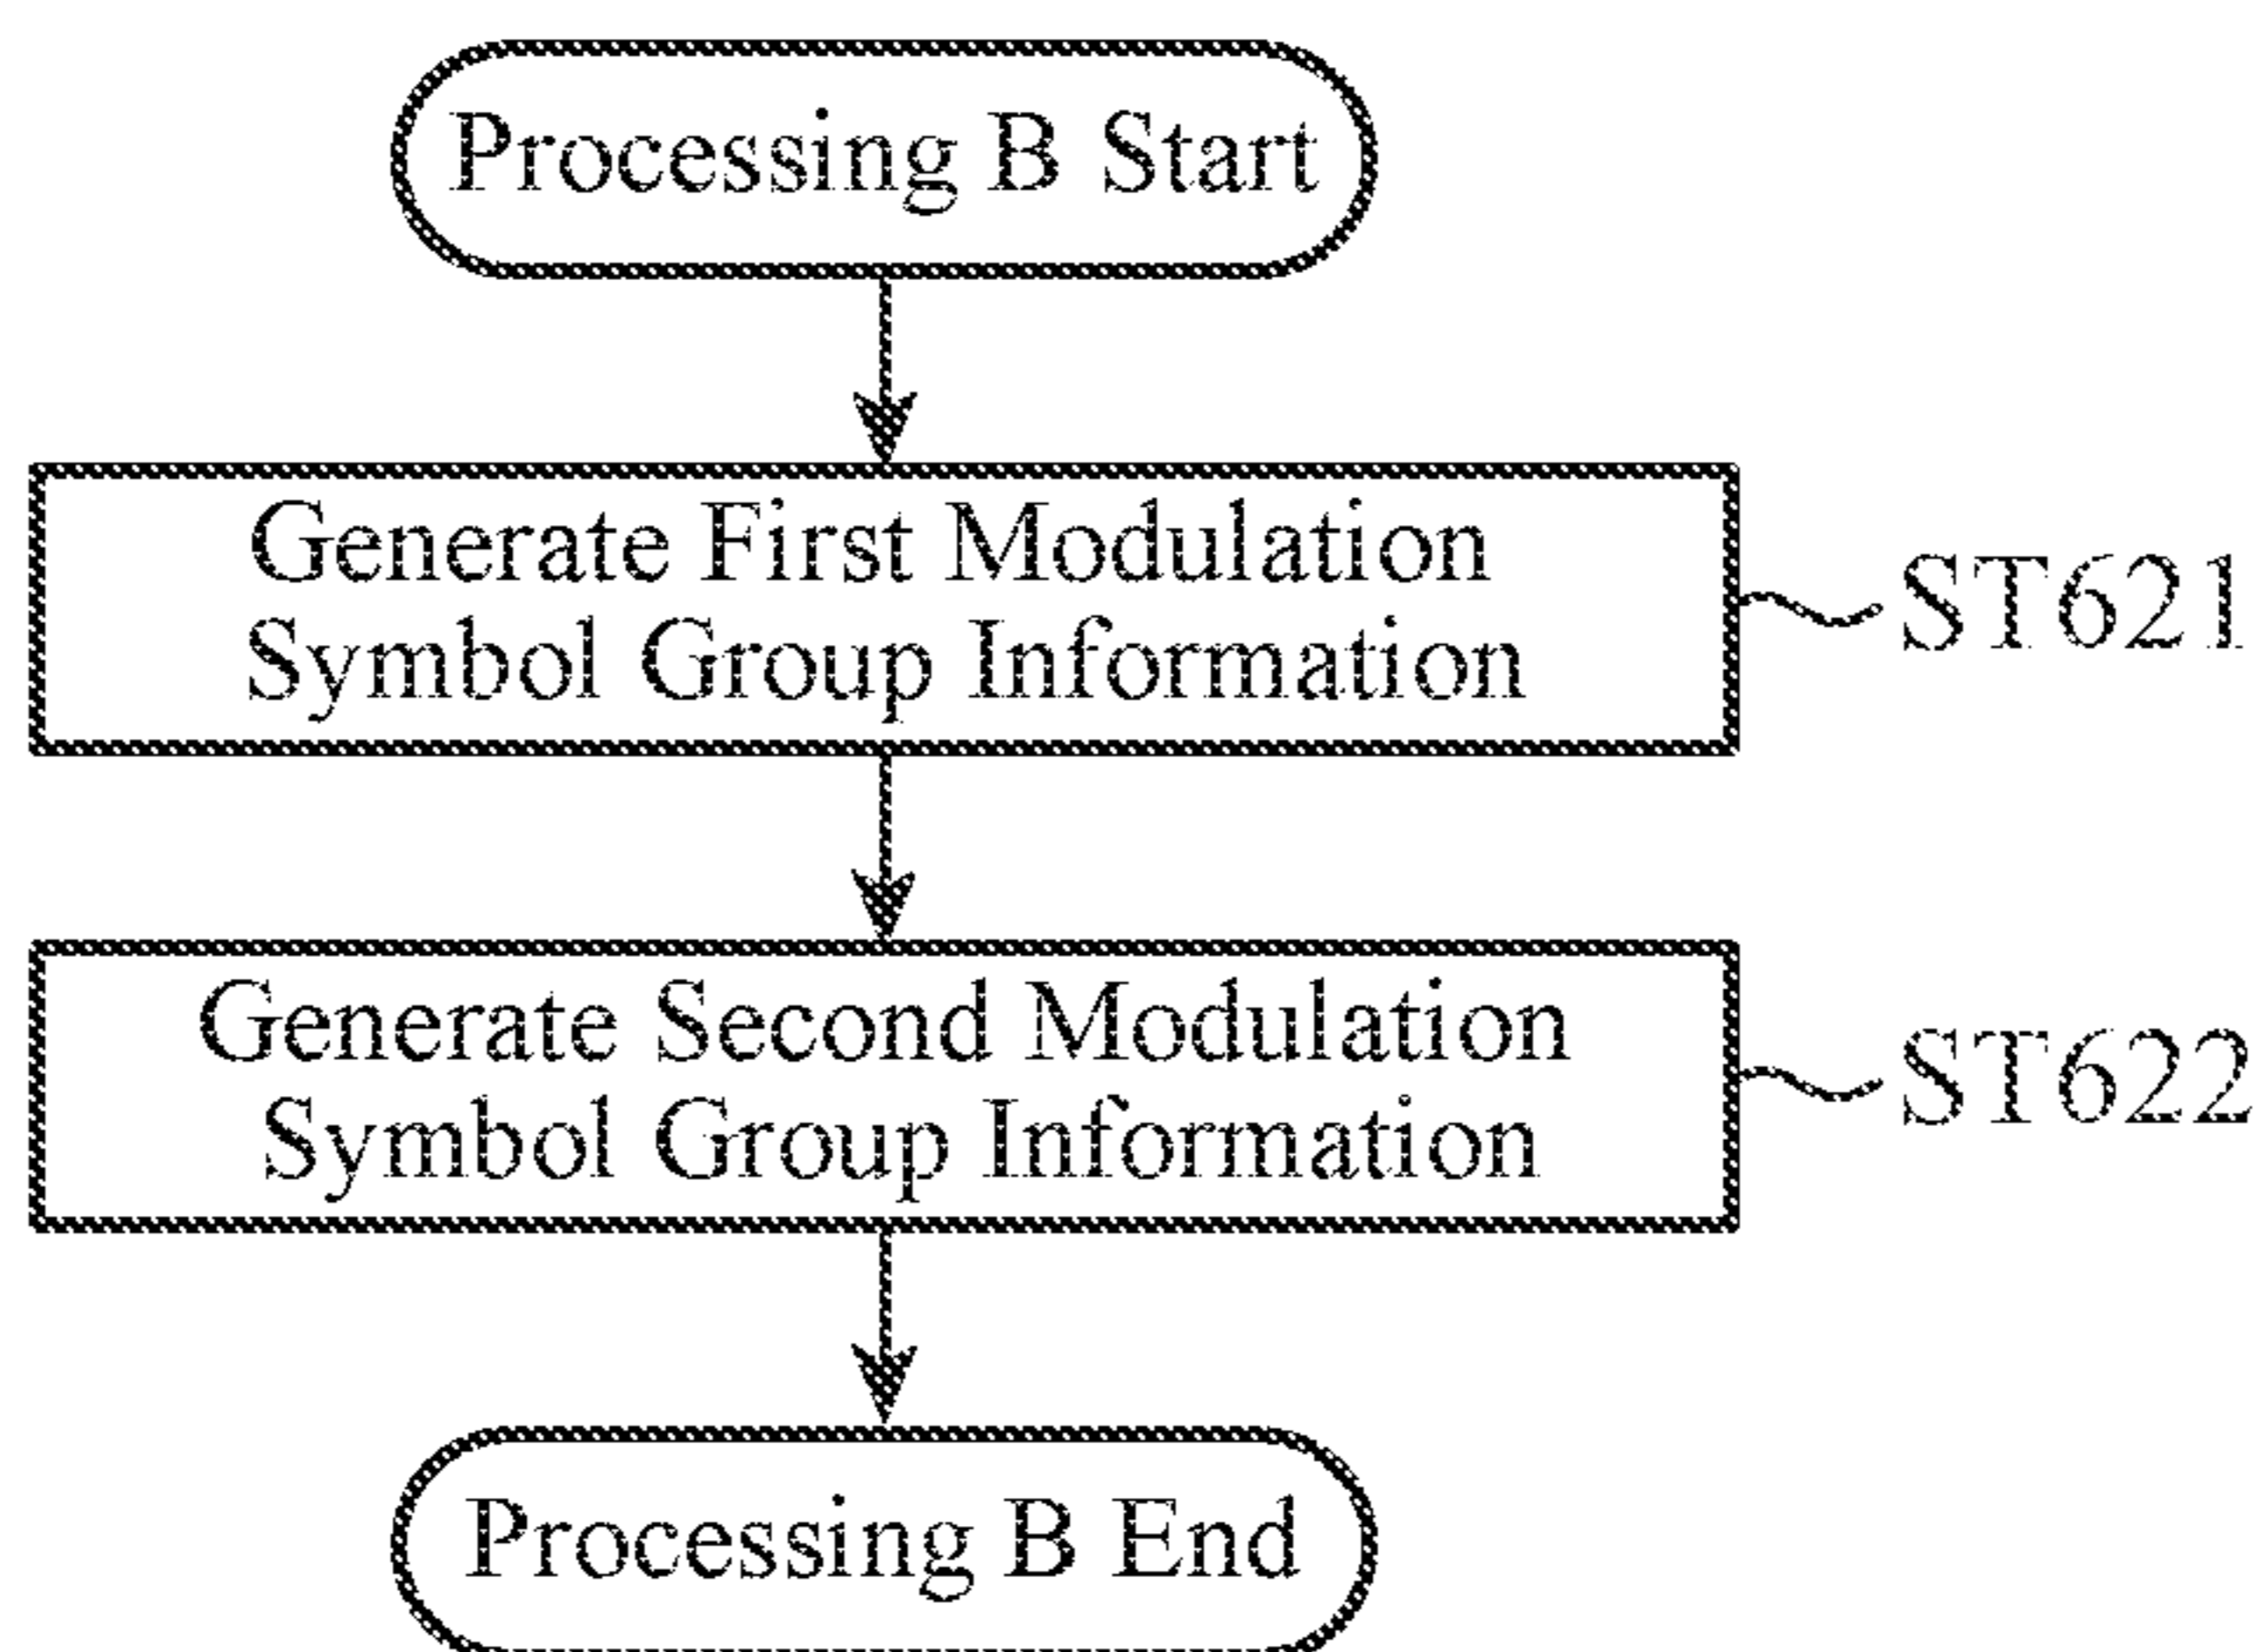 Processing B Start
Generate First Modulation
Symbol Group Information
ST621
Generate Second Modulation
Symbol Group Information
ST622
Processing B End